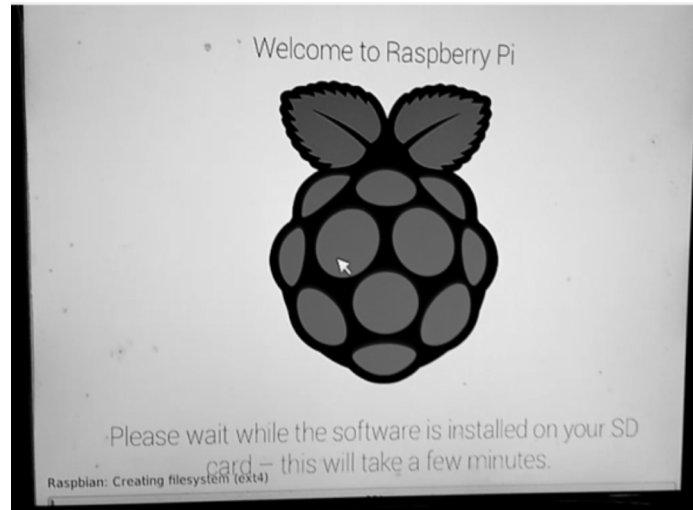 Welcome to Raspberry Pi
Please wait while the software is installed on your SD
card – this will take a few minutes.
Raspbian: Creating filesystem (ext4)